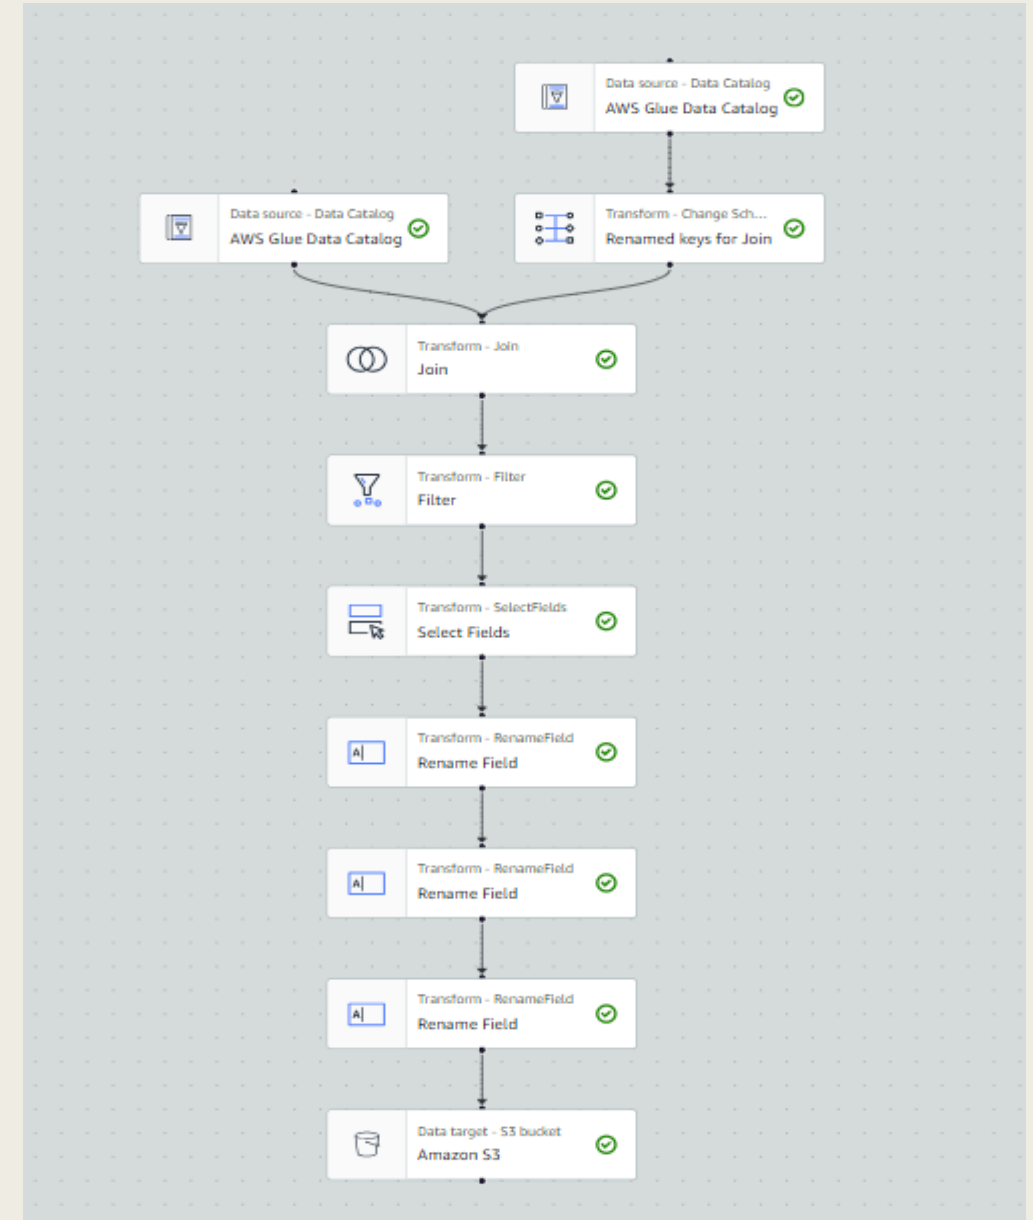 Data source - Data Catalog
AWS Glue Data Catalog
Data source - Data Catalog
AWS Glue Data Catalog
Transform - Change Sch...
Renamed keys for Join
Transform - Join
Join
Transform - Filter
Filter
Transform - SelectFields
Select Fields
Transform - RenameField
Rename Field
A
Transform - RenameField
Rename Field
A
Transform - RenameField
Rename Field
A
Data target - S3 bucket
Amazon S3